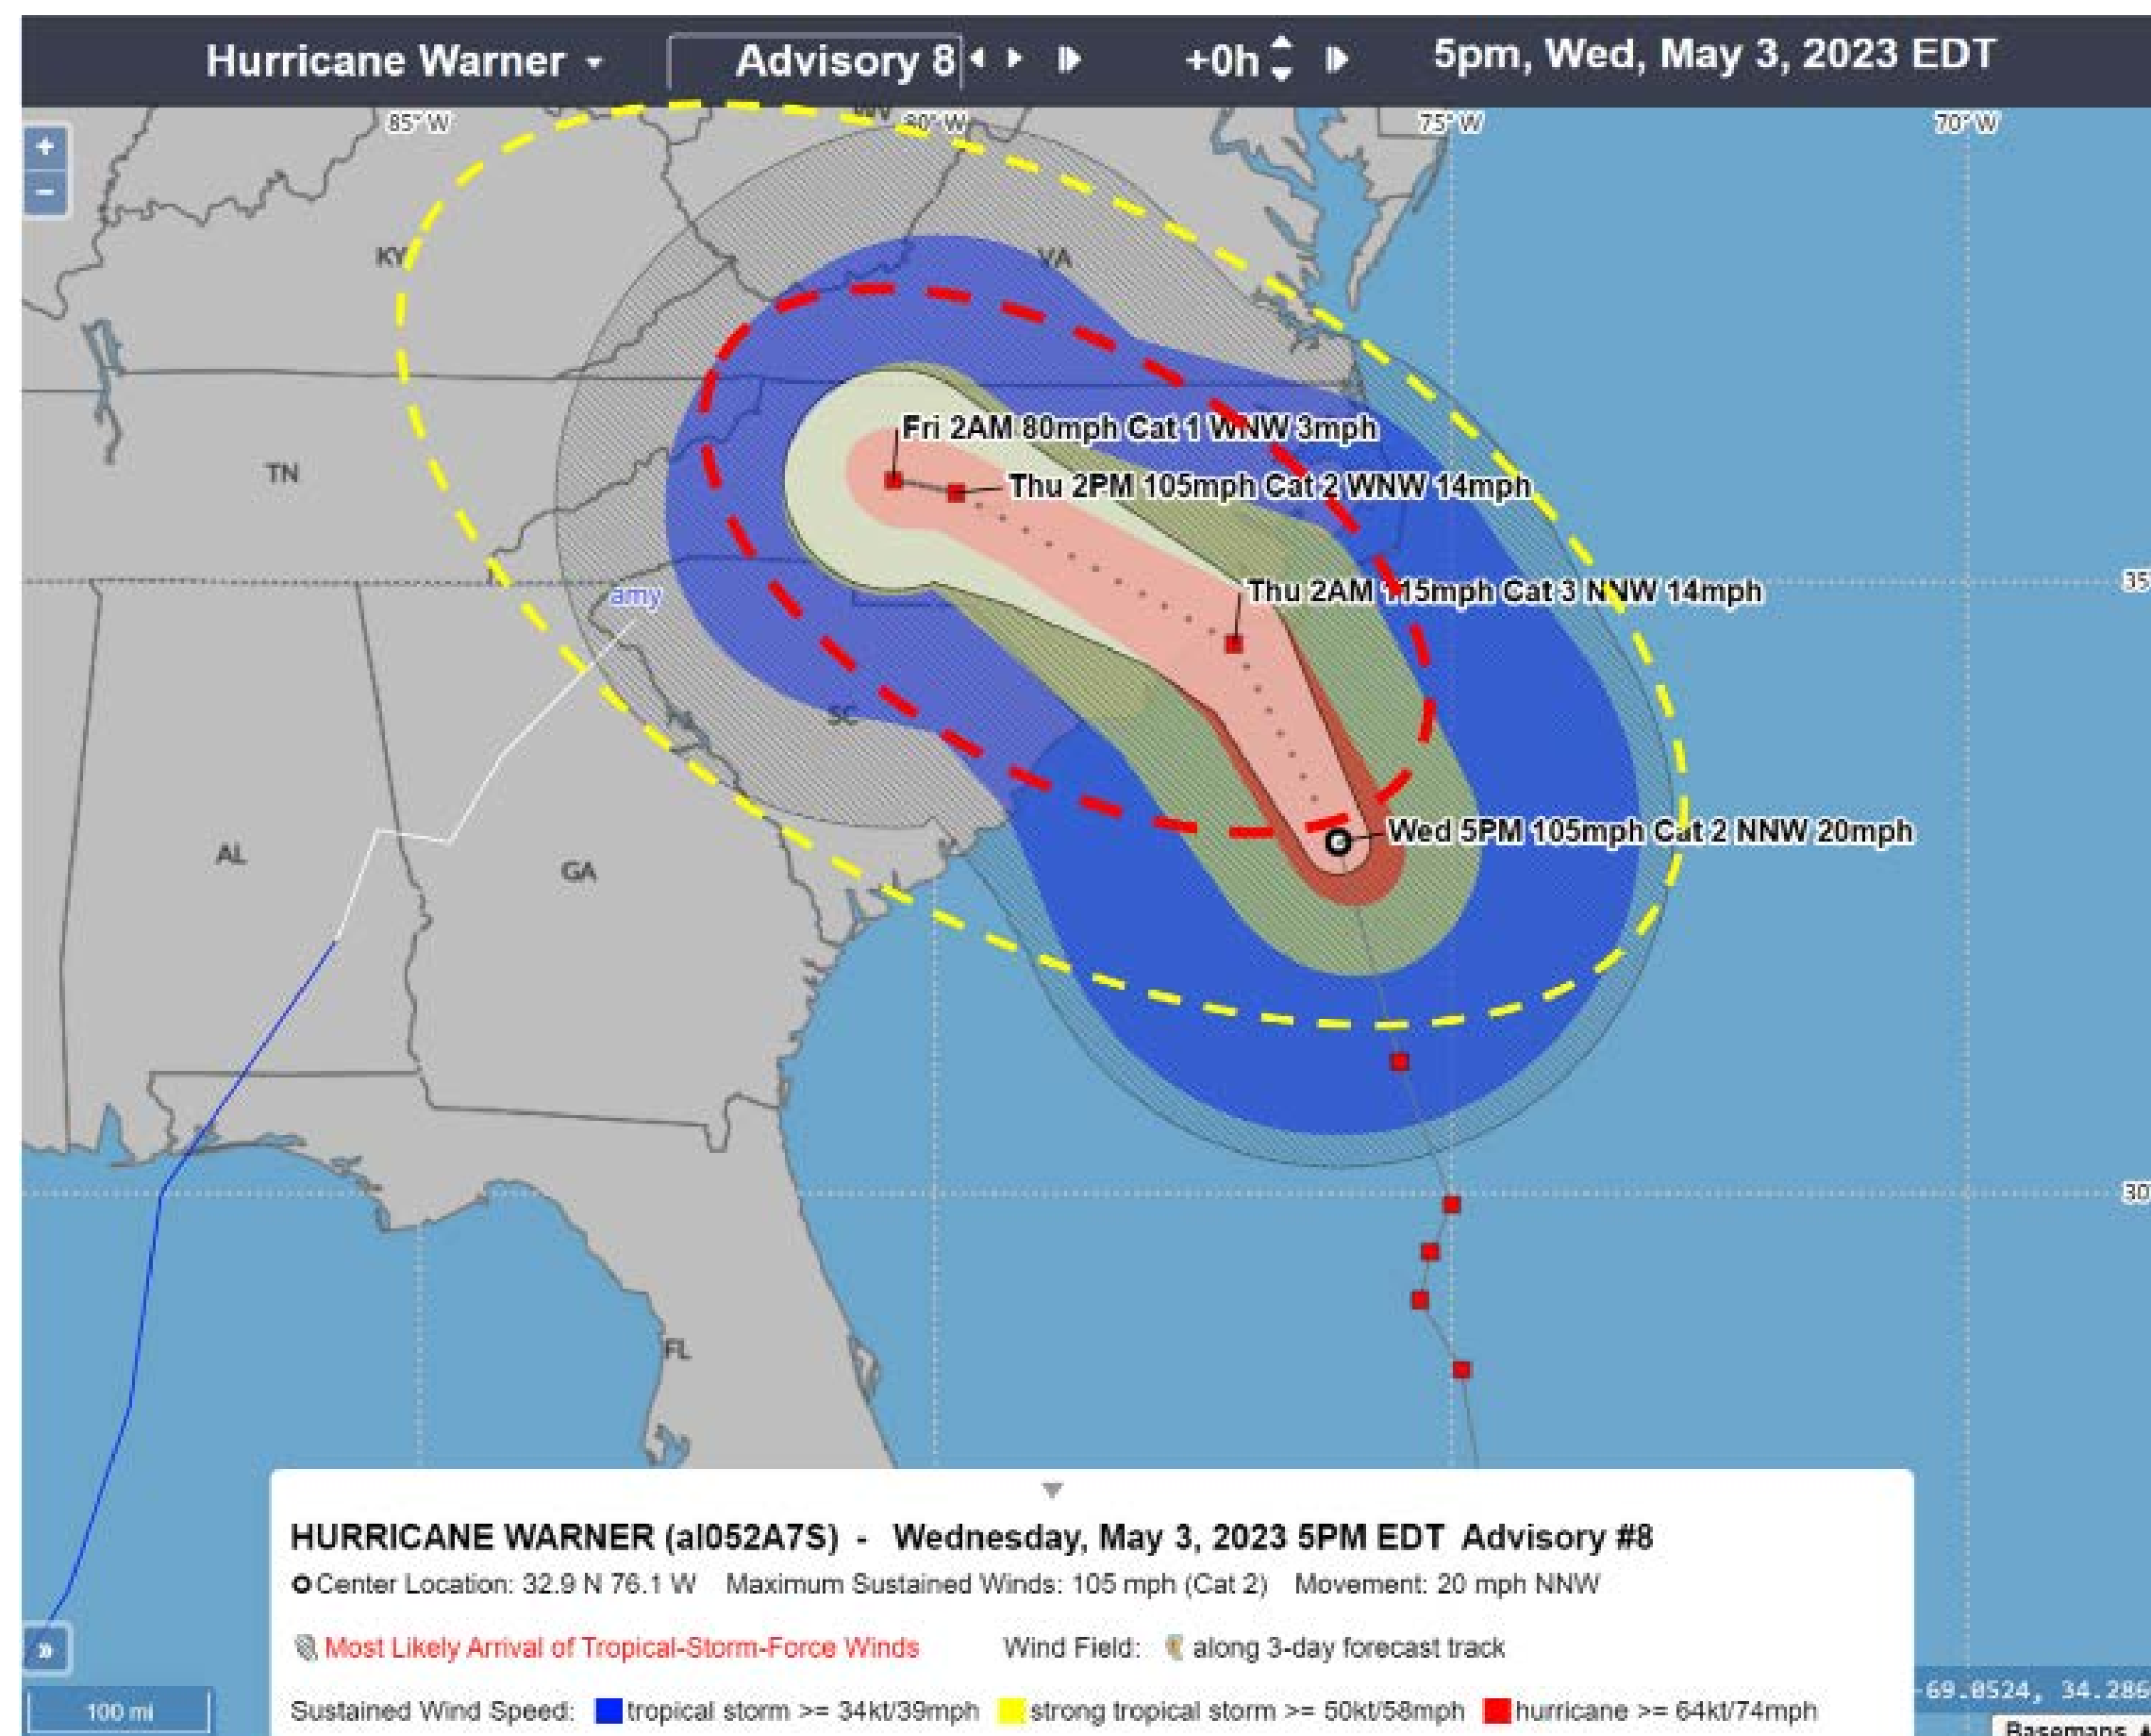 Hurricane Warner
Advisory 8
+0h
5pm, Wed, May 3, 2023 EDT
+
−
85° W
80° W
75° W
70° W
WV
KY
VA
TN
Fri 2AM 80mph Cat 1 WNW 3mph
Thu 2PM 105mph Cat 2 WNW 14mph
35
amy
Thu 2AM 115mph Cat 3 NNW 14mph
SC
AL
GA
Wed 5PM 105mph Cat 2 NNW 20mph
30
FL
HURRICANE WARNER (al052A7S) - Wednesday, May 3, 2023 5PM EDT Advisory #8
Center Location: 32.9 N 76.1 W Maximum Sustained Winds: 105 mph (Cat 2) Movement: 20 mph NNW
Most Likely Arrival of Tropical-Storm-Force Winds Wind Field: along 3-day forecast track
»
Sustained Wind Speed: tropical storm >= 34kt/39mph strong tropical storm >= 50kt/58mph hurricane >= 64kt/74mph
100 mi
-69.0524, 34.286
Basemaps